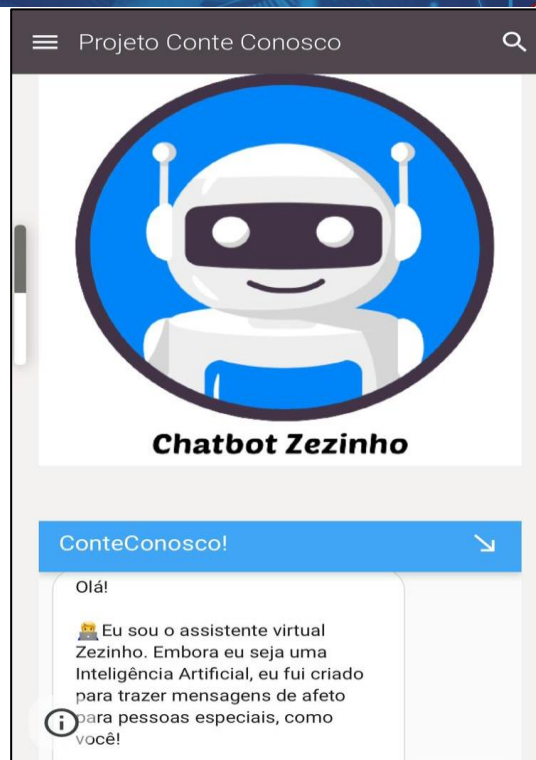 Projeto Conte Conosco
Chatbot Zezinho
ConteConosco!
Olá!
Eu sou o assistente virtual
Zezinho. Embora eu seja uma
Inteligência Artificial, eu fui criado
para trazer mensagens de afeto
para pessoas especiais, como
você!